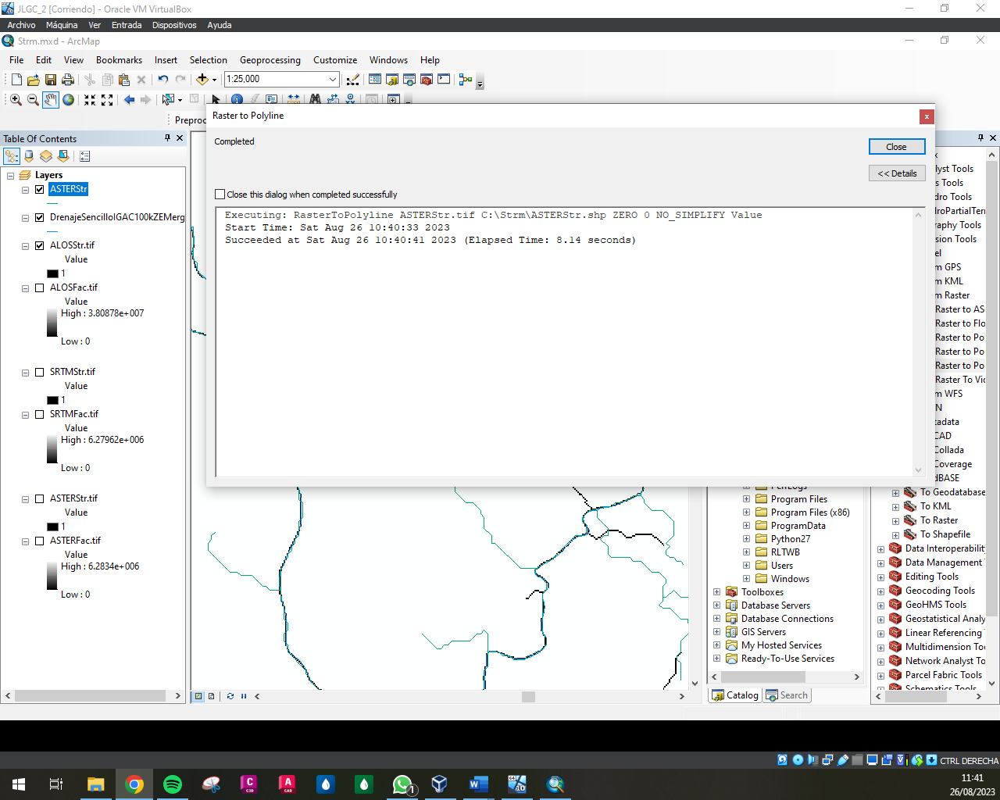 JLGC_2 [Corriendo] - Oracle VM VirtualBox
Archivo Máquina Ver Entrada Dispositivos Ayuda
Strm.mxd - ArcMap
File Edit View Bookmarks Insert Selection Geoprocessing Customize Windows Help
1:25,000
Preproc
Raster to Polyline
x
Completed
Close
<< Details
Close this dialog when completed successfully
Executing: RasterToPolyline ASTERStr.tif C:\Strm\ASTERStr.shp ZERO 0 NO_SIMPLIFY Value
Start Time: Sat Aug 26 10:40:33 2023
Succeeded at Sat Aug 26 10:40:41 2023 (Elapsed Time: 8.14 seconds)
Table Of Contents
Layers
ASTERStr
DrenajeSencilloIGAC100kZEMerg
ALOSStr.tif
Value
1
ALOSFac.tif
Value
High : 3.80878e+007
Low : 0
SRTMStr.tif
Value
1
SRTMFac.tif
Value
High : 6.27962e+006
Low : 0
ASTERStr.tif
Value
1
ASTERFac.tif
Value
High : 6.2834e+006
Low : 0
PerfLogs
Program Files
Program Files (x86)
ProgramData
Python27
RLTWB
Users
Windows
Toolboxes
Database Servers
Database Connections
GIS Servers
My Hosted Services
Ready-To-Use Services
Catalog Search
x
lyst Tools
s Tools
droPartialTerr
graphy Tools
rsion Tools
el
m GPS
m KML
m Raster
Raster to AS
Raster to Flo
Raster to Po
Raster to Po
Raster to Po
Raster To Vid
m WFS
N
adata
CAD
Collada
Coverage
dBASE
To Geodatabase
To KML
To Raster
To Shapefile
Data Interoperability
Data Management
Editing Tools
Geocoding Tools
GeoHMS Tools
Geostatistical Analy
Linear Referencing
Multidimension Too
Network Analyst To
Parcel Fabric Tools
Schematics Tools
CTRL DERECHA
11:41
26/08/2023